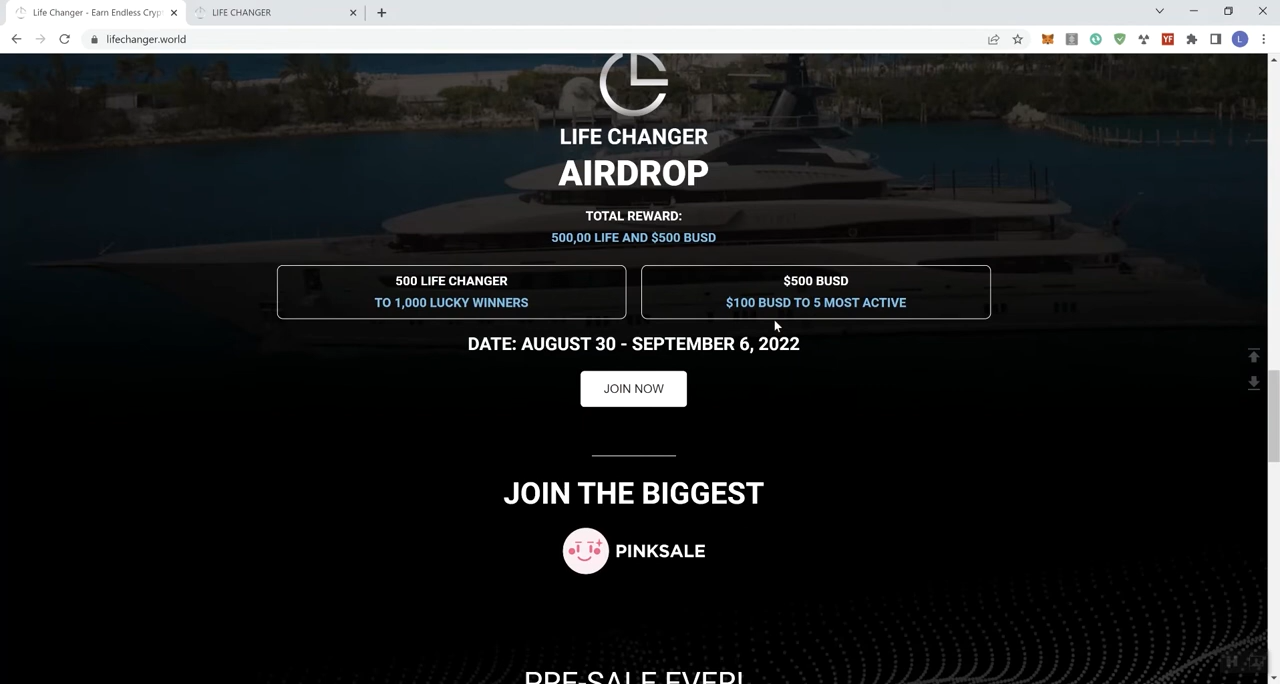 Life Changer - Earn Endless Cryp
LIFE CHANGER
lifechanger.world
YF
L
LIFE CHANGER
AIRDROP
TOTAL REWARD:
500,00 LIFE AND $500 BUSD
500 LIFE CHANGER
TO 1,000 LUCKY WINNERS
$500 BUSD
$100 BUSD TO 5 MOST ACTIVE
DATE: AUGUST 30 - SEPTEMBER 6, 2022
JOIN NOW
JOIN THE BIGGEST
PINKSALE
PRE-SALE EVER!